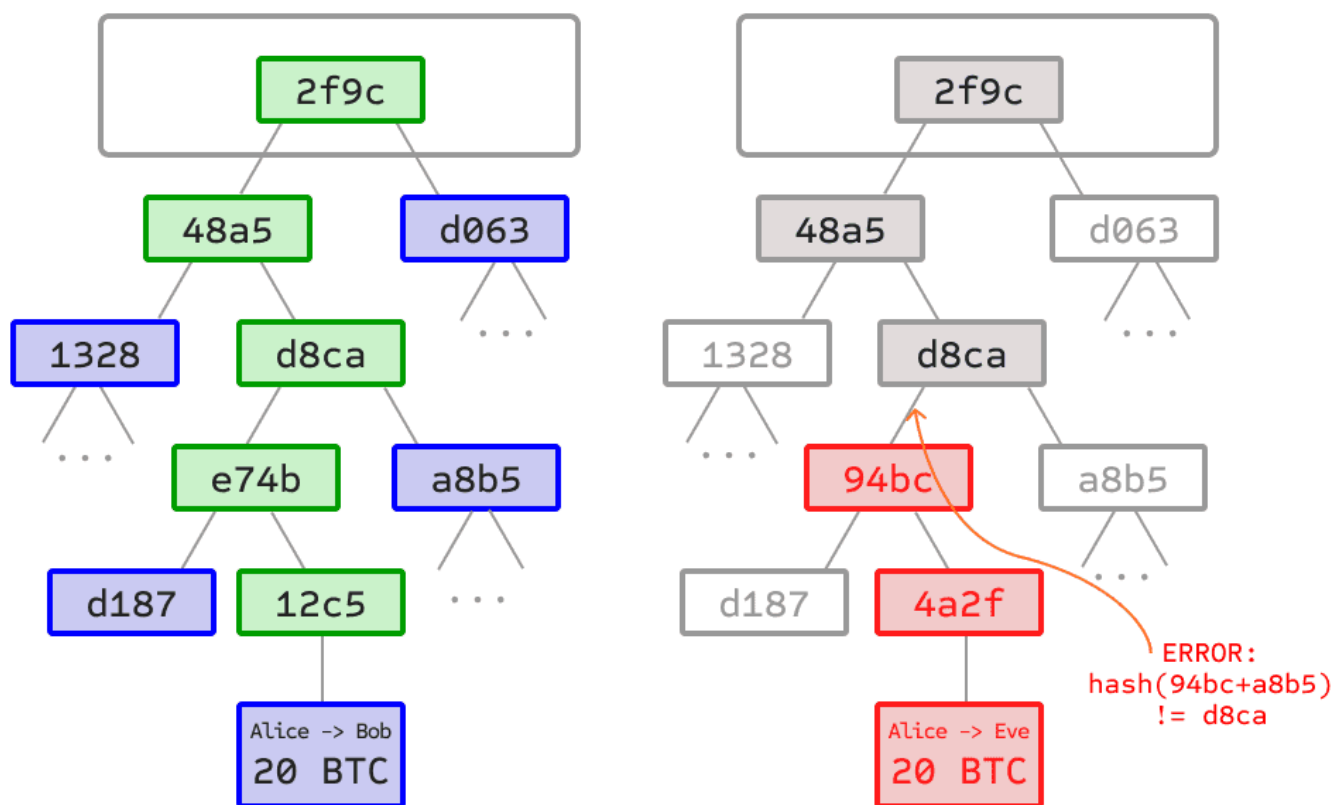 2f9c
48a5
d063
1328
d8ca
...
...
e74b
a8b5
d187
12c5
...
Alice -> Bob
20 BTC
2f9c
48a5
d063
1328
d8ca
...
...
94bc
a8b5
d187
4a2f
...
ERROR:
hash(94bc+a8b5)
!= d8ca
Alice -> Eve
20 BTC